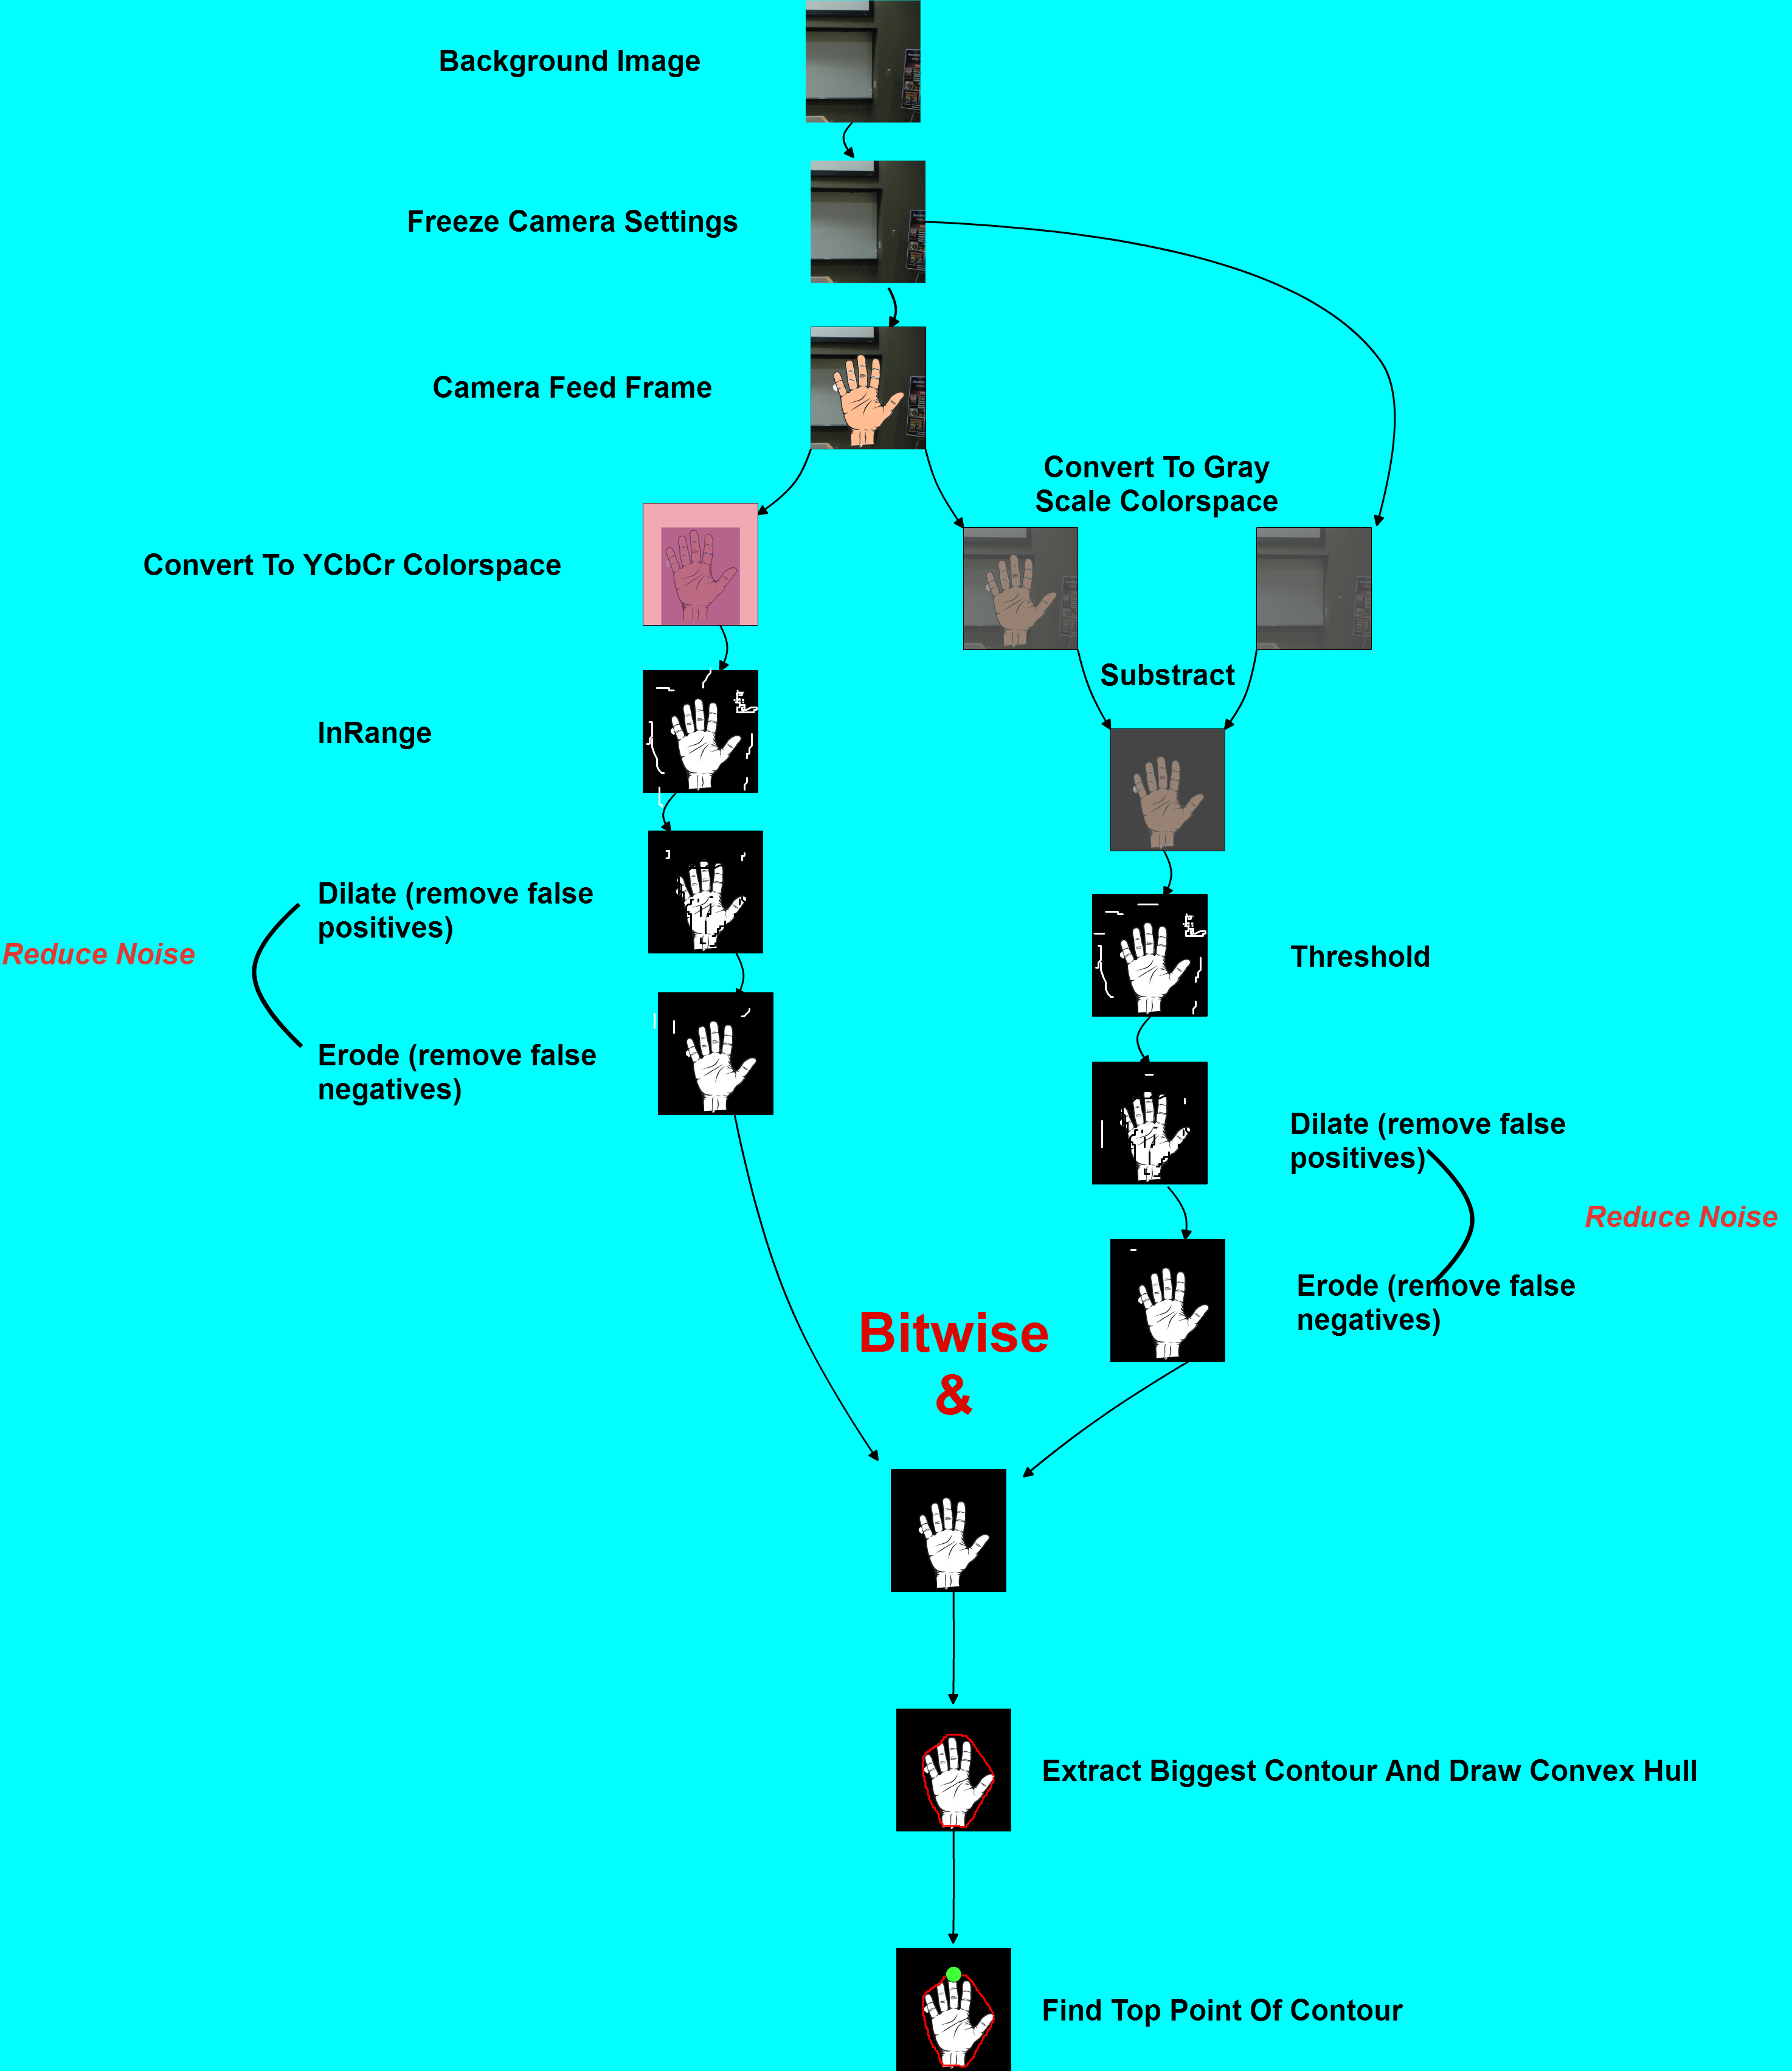 Background Image
Freeze Camera Settings
Camera Feed Frame
Convert To Gray
Scale Colorspace
Convert To YCbCr Colorspace
Substract
InRange
Dilate (remove false
positives)
Reduce Noise
Threshold
Erode (remove false
negatives)
Dilate (remove false
positives)
Reduce Noise
Erode (remove false
negatives)
Bitwise
&
Extract Biggest Contour And Draw Convex Hull
Find Top Point Of Contour